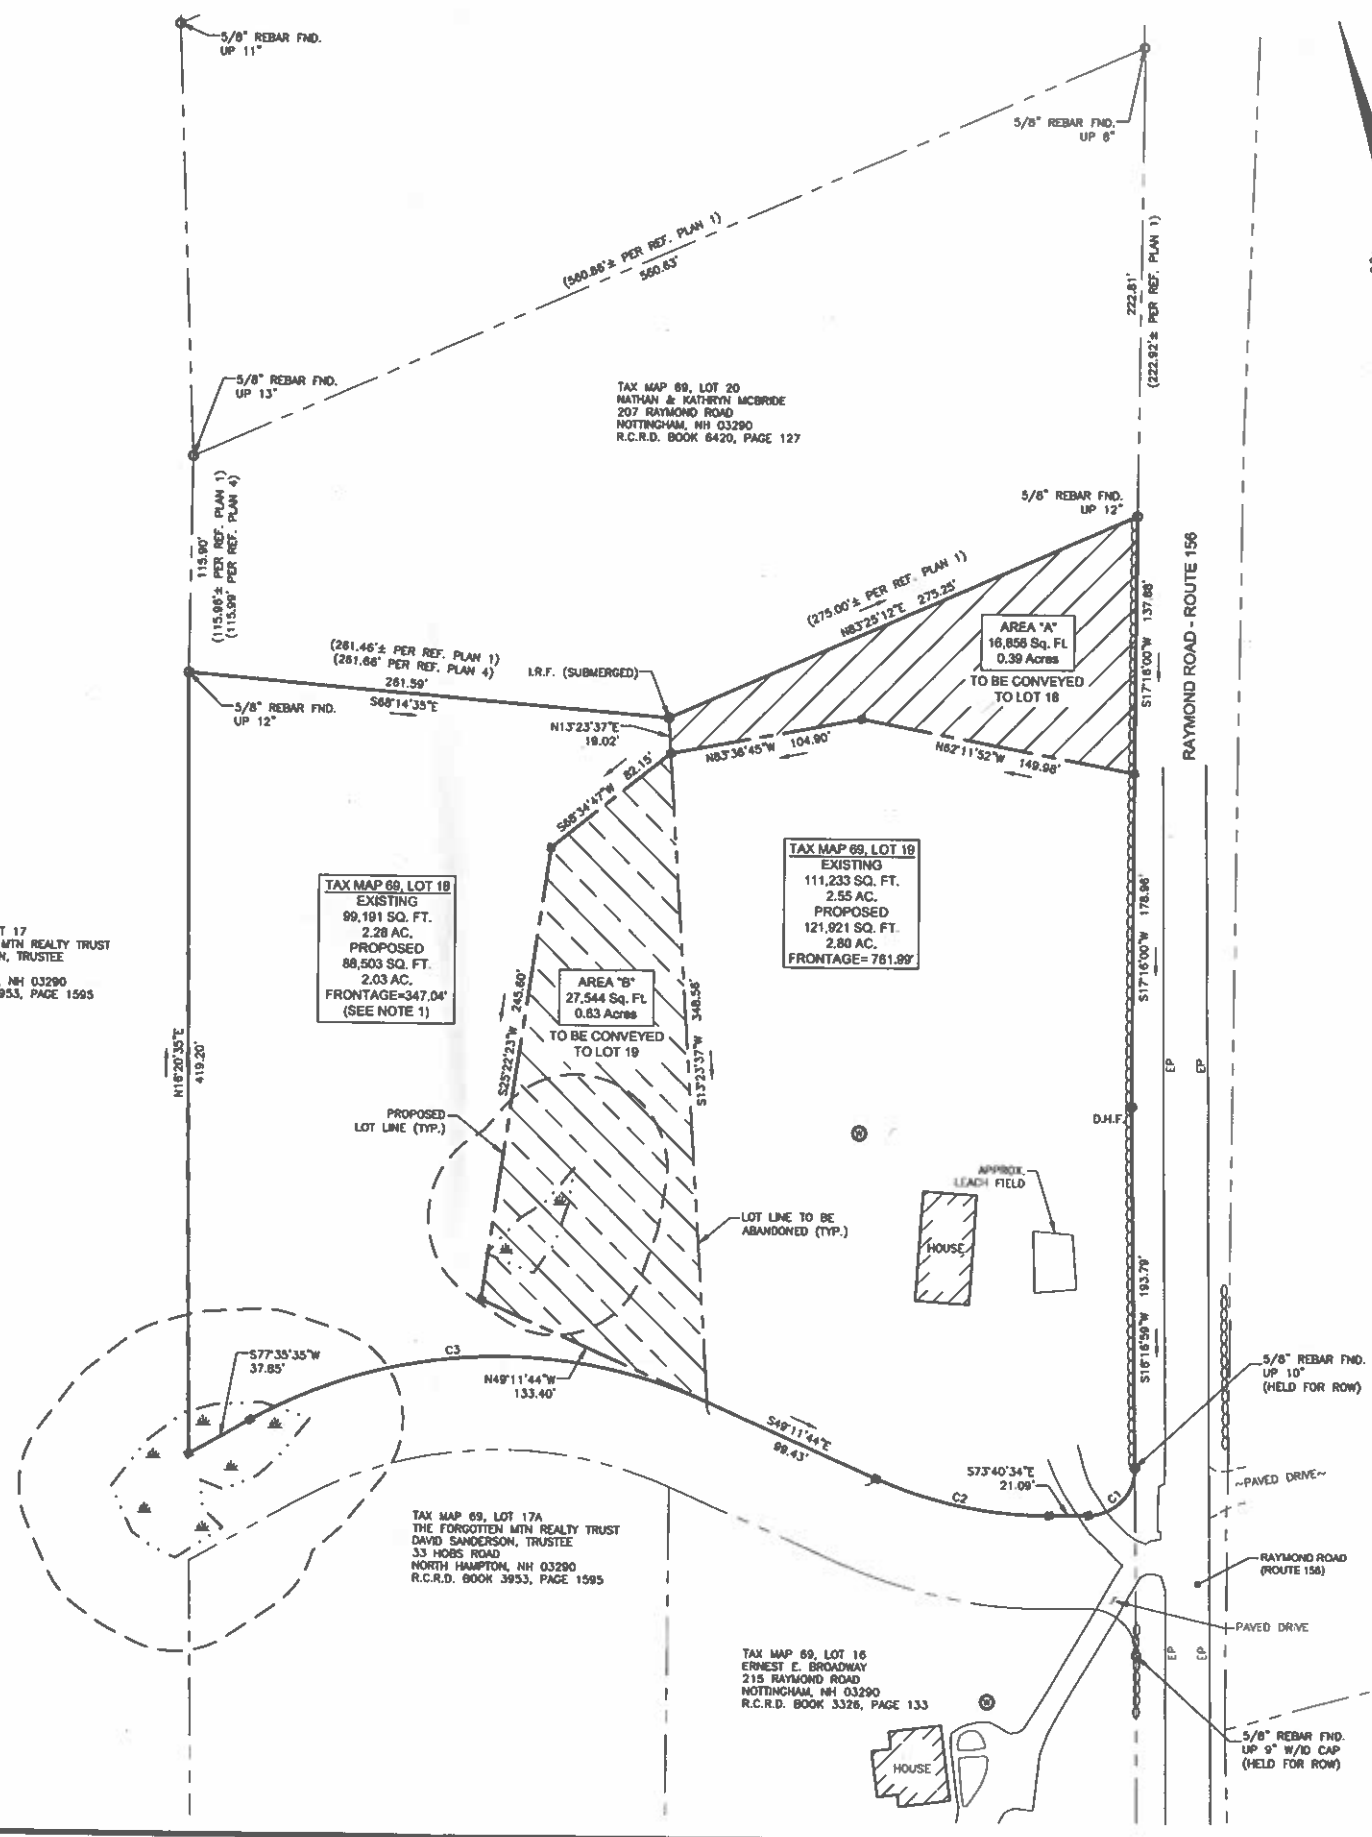 5/8" REBAR FND.
UP 11"
5/8" REBAR FND.
UP 6"
(560.86'± PER REF. PLAN 1)
560.63'
222.81'
(222.92'± PER REF. PLAN 1)
5/8" REBAR FND.
UP 13"
TAX MAP 69, LOT 20
NATHAN & KATHRYN MCBRIDE
207 RAYMOND ROAD
NOTTINGHAM, NH 03290
R.C.R.D. BOOK 6420, PAGE 127
115.90'
(115.96'± PER REF. PLAN 1)
(115.99' PER REF. PLAN 4)
5/8" REBAR FND.
UP 12"
RAYMOND ROAD - ROUTE 156
(275.00'± PER REF. PLAN 1)
N83°25'12"E 275.25'
AREA "A"
16,856 Sq. Ft.
0.39 Acres
TO BE CONVEYED
TO LOT 18
S17°16'00"W 137.88'
(261.46'± PER REF. PLAN 1)
(261.66' PER REF. PLAN 4)
261.59'
S68°14'35"E
I.R.F. (SUBMERGED)
5/8" REBAR FND.
UP 12"
N13°23'37"E
19.02'
N83°36'45"W 104.90'
N62°11'52"W 149.98'
S68°34'47"W 82.15'
TAX MAP 69, LOT 18
EXISTING
99,191 SQ. FT.
2.28 AC.
PROPOSED
88,503 SQ. FT.
2.03 AC.
FRONTAGE=347.04'
(SEE NOTE 1)
TAX MAP 69, LOT 19
EXISTING
111,233 SQ. FT.
2.55 AC.
PROPOSED
121,921 SQ. FT.
2.80 AC.
FRONTAGE= 761.99'
S17°16'00"W 178.96'
T 17
MTN REALTY TRUST
N, TRUSTEE
, NH 03290
953, PAGE 1595
AREA "B"
27,544 Sq. Ft.
0.63 Acres
TO BE CONVEYED
TO LOT 19
S25°22'23"W 245.60'
S13°23'37"W 348.56'
N16°20'35"E
419.20'
EP
EP
PROPOSED
LOT LINE (TYP.)
D.H.F.
W
APPROX.
LEACH FIELD
LOT LINE TO BE
ABANDONED (TYP.)
HOUSE
S16°16'59"W 193.79'
S77°35'35"W
37.85'
C3
N49°11'44"W
133.40'
5/8" REBAR FND.
UP 10"
(HELD FOR ROW)
S49°11'44"E
99.43'
S73°40'34"E
21.09'
C2
C1
~PAVED DRIVE~
TAX MAP 69, LOT 17A
THE FORGOTTEN MTN REALTY TRUST
DAVID SANDERSON, TRUSTEE
33 HOBS ROAD
NORTH HAMPTON, NH 03290
R.C.R.D. BOOK 3953, PAGE 1595
RAYMOND ROAD
(ROUTE 156)
PAVED DRIVE
EP
EP
TAX MAP 69, LOT 16
ERNEST E. BROADWAY
215 RAYMOND ROAD
NOTTINGHAM, NH 03290
R.C.R.D. BOOK 3326, PAGE 133
W
5/8" REBAR FND.
UP 9" W/ID CAP
(HELD FOR ROW)
HOUSE